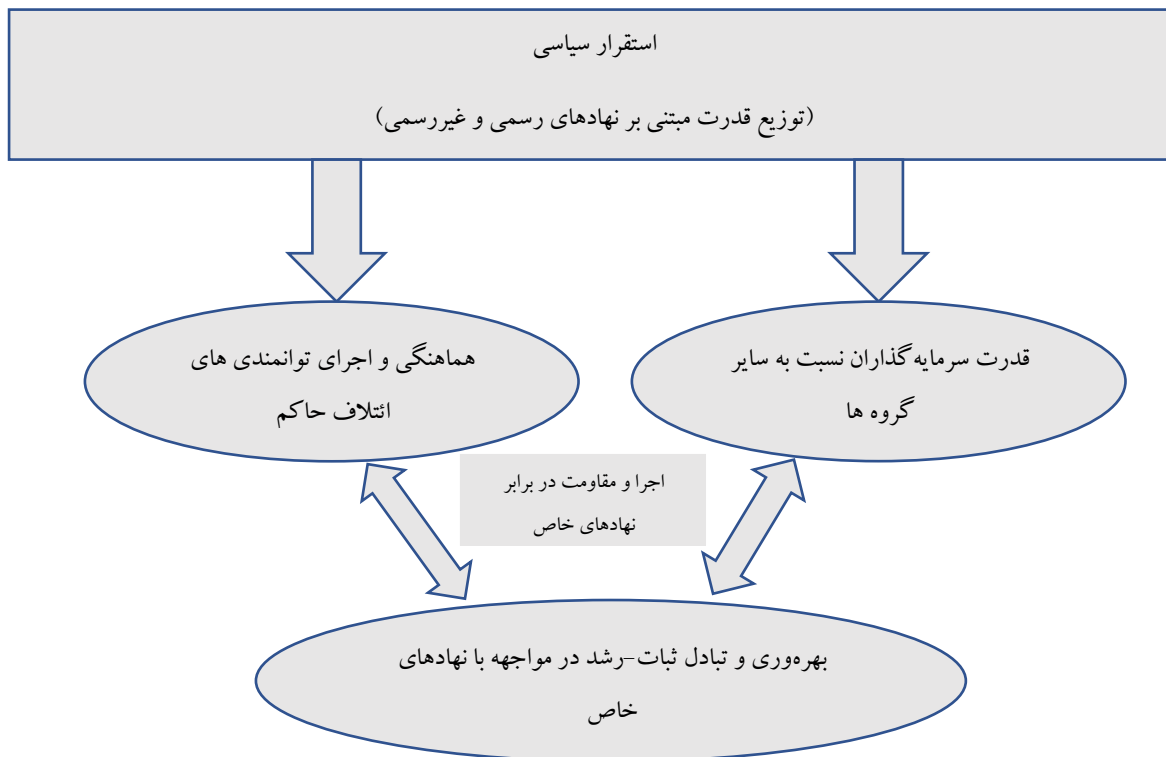 استقرار سیاسی
(توزیع قدرت مبتنی بر نهادهای رسمی و غیررسمی)
قدرت سرمایه‌گذاران نسبت به سایر
گروه ها
هماهنگی و اجرای توانمندی های
ائتلاف حاکم
اجرا و مقاومت در برابر
نهادهای خاص
بهره‌وری و تبادل ثبات–رشد در مواجهه با نهادهای
خاص